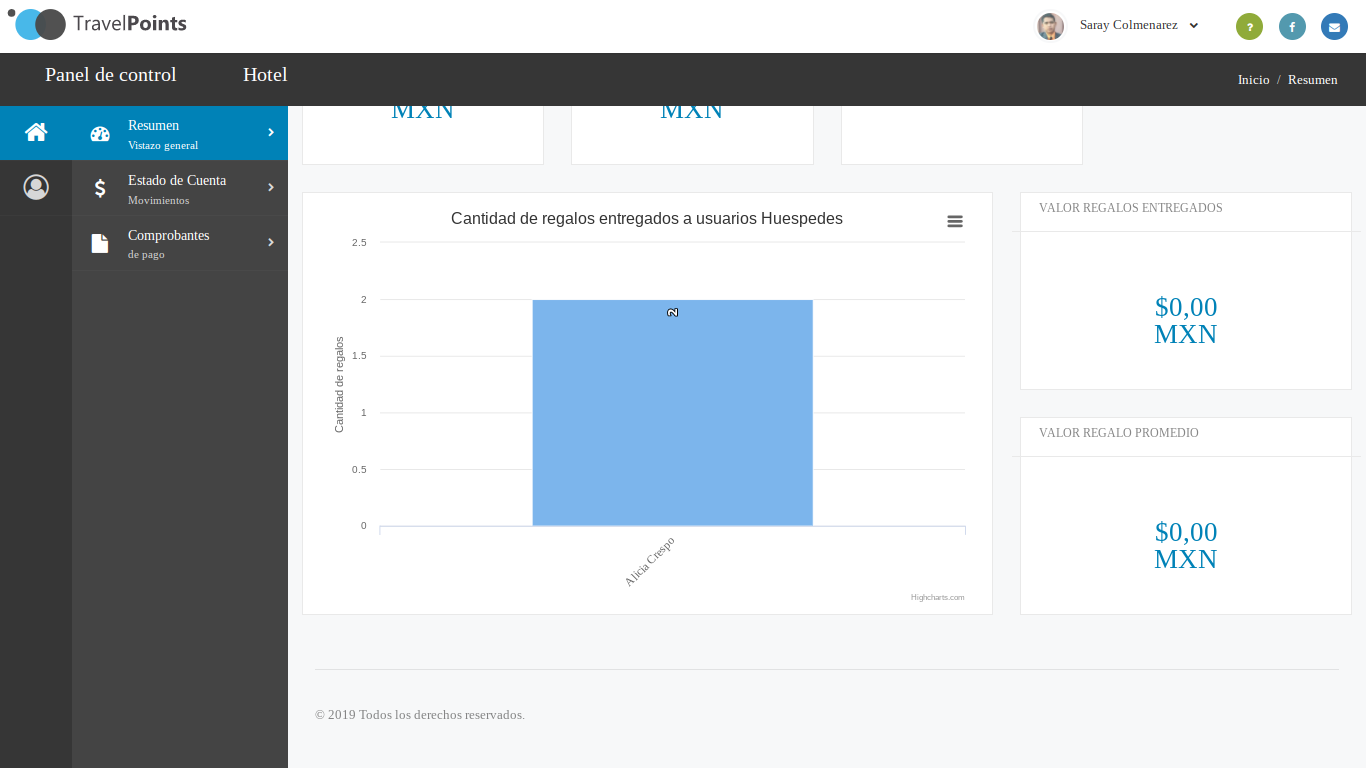 TravelPoints
Saray Colmenarez
?
Panel de control
Hotel
Inicio / Resumen
Resumen
Vistazo general
Estado de Cuenta
Movimientos
Comprobantes
de pago
MXN
MXN
Cantidad de regalos entregados a usuarios Huespedes
Cantidad de regalos
2.5
2
1.5
1
0.5
0
2
Alicia Crespo
Highcharts.com
VALOR REGALOS ENTREGADOS
$0,00
MXN
VALOR REGALO PROMEDIO
$0,00
MXN
© 2019 Todos los derechos reservados.